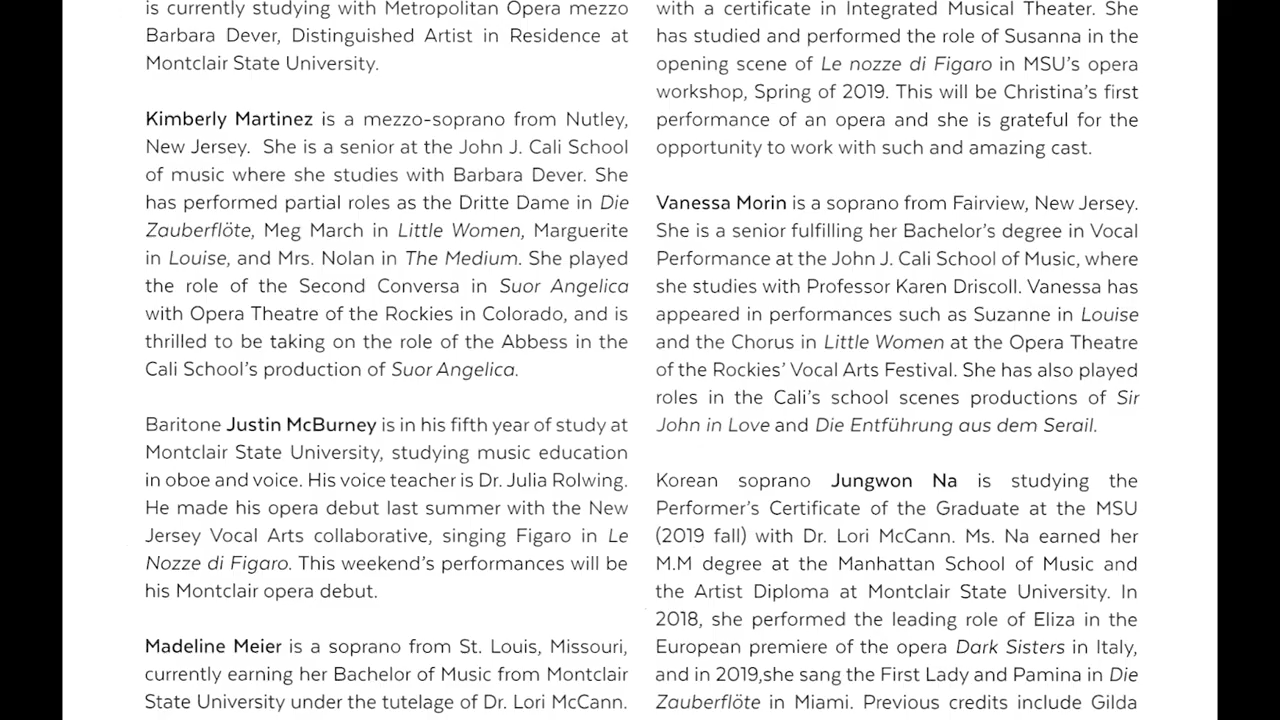 is currently studying with Metropolitan Opera mezzo
Barbara Dever, Distinguished Artist in Residence at
Montclair State University.
Kimberly Martinez is a mezzo-soprano from Nutley,
New Jersey.  She is a senior at the John J. Cali School
of music where she studies with Barbara Dever. She
has performed partial roles as the Dritte Dame in Die
Zauberflöte, Meg March in Little Women, Marguerite
in Louise, and Mrs. Nolan in The Medium. She played
the role of the Second Conversa in Suor Angelica
with Opera Theatre of the Rockies in Colorado, and is
thrilled to be taking on the role of the Abbess in the
Cali School's production of Suor Angelica.
Baritone Justin McBurney is in his fifth year of study at
Montclair State University, studying music education
in oboe and voice. His voice teacher is Dr. Julia Rolwing.
He made his opera debut last summer with the New
Jersey Vocal Arts collaborative, singing Figaro in Le
Nozze di Figaro. This weekend's performances will be
his Montclair opera debut.
Madeline Meier is a soprano from St. Louis, Missouri,
currently earning her Bachelor of Music from Montclair
State University under the tutelage of Dr. Lori McCann.
with a certificate in Integrated Musical Theater. She
has studied and performed the role of Susanna in the
opening scene of Le nozze di Figaro in MSU's opera
workshop, Spring of 2019. This will be Christina's first
performance of an opera and she is grateful for the
opportunity to work with such and amazing cast.
Vanessa Morin is a soprano from Fairview, New Jersey.
She is a senior fulfilling her Bachelor's degree in Vocal
Performance at the John J. Cali School of Music, where
she studies with Professor Karen Driscoll. Vanessa has
appeared in performances such as Suzanne in Louise
and the Chorus in Little Women at the Opera Theatre
of the Rockies' Vocal Arts Festival. She has also played
roles in the Cali's school scenes productions of Sir
John in Love and Die Entführung aus dem Serail.
Korean soprano Jungwon Na is studying the
Performer's Certificate of the Graduate at the MSU
(2019 fall) with Dr. Lori McCann. Ms. Na earned her
M.M degree at the Manhattan School of Music and
the Artist Diploma at Montclair State University. In
2018, she performed the leading role of Eliza in the
European premiere of the opera Dark Sisters in Italy,
and in 2019,she sang the First Lady and Pamina in Die
Zauberflöte in Miami. Previous credits include Gilda